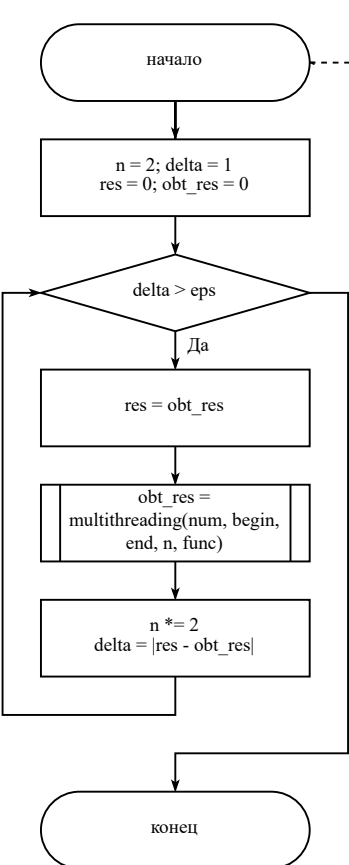 начало
n = 2; delta = 1
res = 0; obt_res = 0
delta > eps
Да
res = obt_res
obt_res =
multithreading(num, begin,
end, n, func)
n *= 2
delta = |res - obt_res|
конец